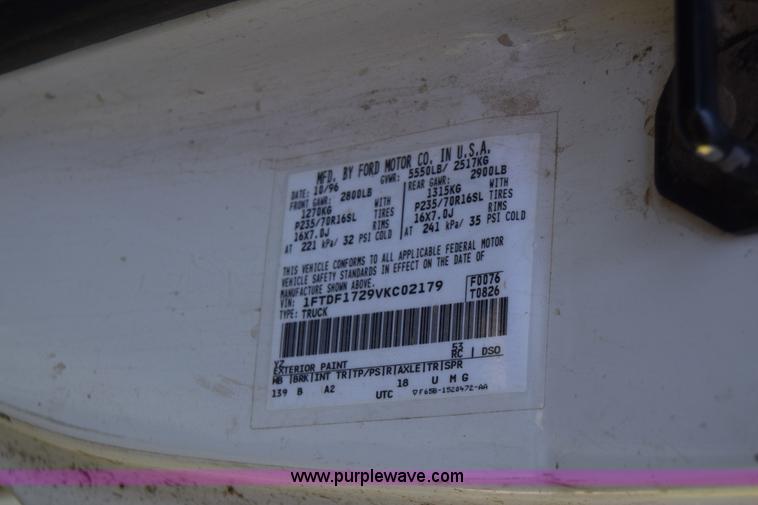 MFD. BY FORD MOTOR CO. IN U.S.A.
DATE: 10/96 GVWR: 5550LB/ 2517KG
FRONT GAWR: 2800LB REAR GAWR: 2900LB
1270KG WITH 1315KG WITH
P235/70R16SL TIRES P235/70R16SL TIRES
16X7.0J RIMS 16X7.0J RIMS
AT 221 kPa/ 32 PSI COLD AT 241 kPa/ 35 PSI COLD
THIS VEHICLE CONFORMS TO ALL APPLICABLE FEDERAL MOTOR
VEHICLE SAFETY STANDARDS IN EFFECT ON THE DATE OF
MANUFACTURE SHOWN ABOVE.
VIN: 1FTDF1729VKC02179 F0076
TYPE: TRUCK T0826
YZ 53
EXTERIOR PAINT RC | DSO
WB |BRK|INT TR|TP/PS|R|AXLE|TR|SPR
139 B A2 18 U M G
UTC ▽F65B-1520472-AA
www.purplewave.com